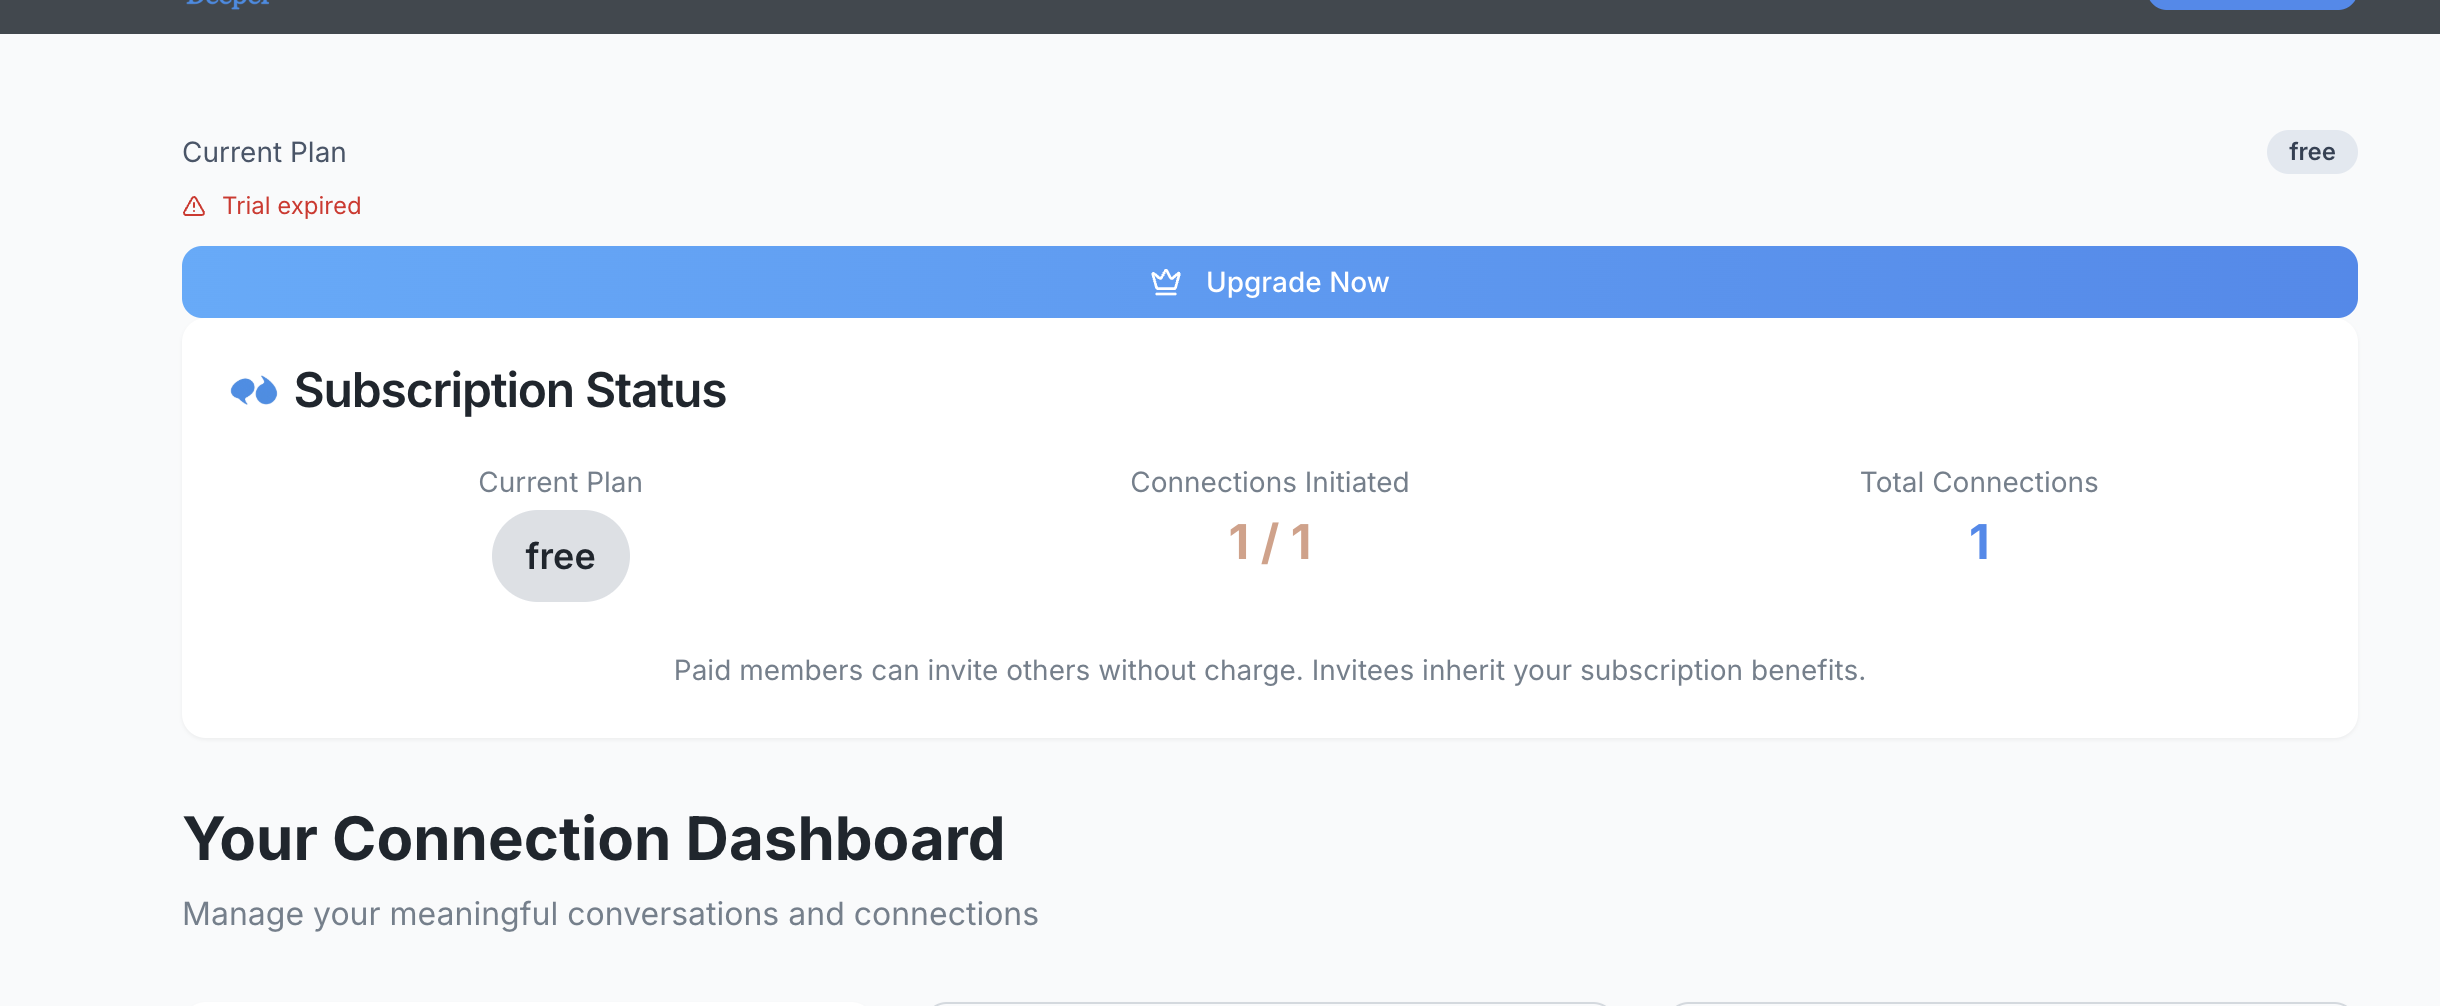 Deeper
Current Plan
free
Trial expired
Upgrade Now
Subscription Status
Current Plan
Connections Initiated
Total Connections
free
1 / 1
1
Paid members can invite others without charge. Invitees inherit your subscription benefits.
Your Connection Dashboard
Manage your meaningful conversations and connections